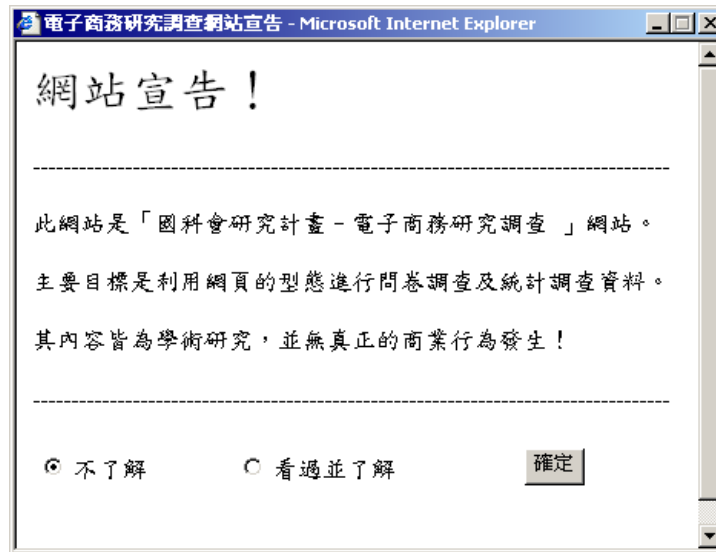 電子商務研究調查網站宣告 - Microsoft Internet Explorer
網站宣告！
此網站是「國科會研究計畫－電子商務研究調查 」網站。
主要目標是利用網頁的型態進行問卷調查及統計調查資料。
其內容皆為學術研究，並無真正的商業行為發生！
不了解 看過並了解 確定